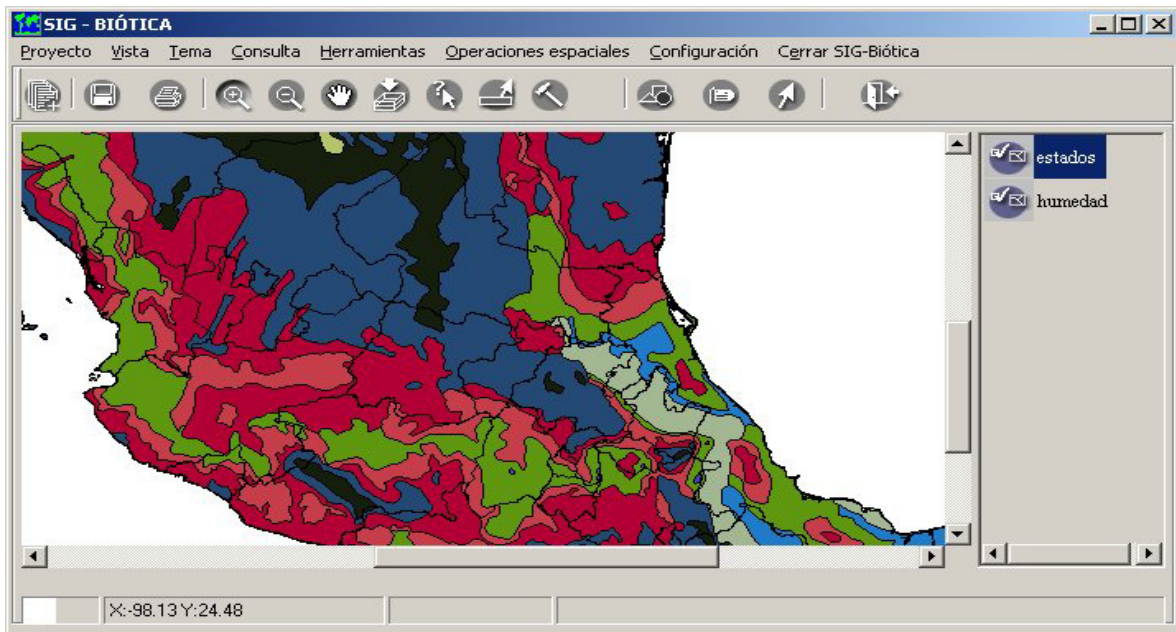 SIG - BIÓTICA
Proyecto Vista Tema Consulta Herramientas Operaciones espaciales Configuración Cerrar SIG-Biótica
estados
humedad
X:-98.13 Y:24.48